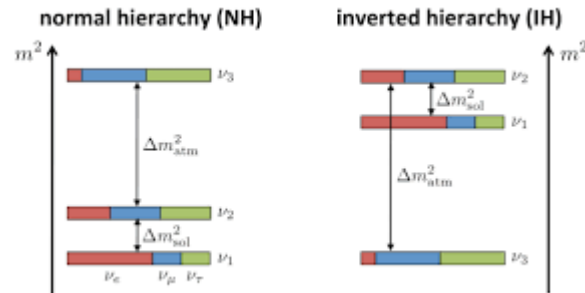 normal hierarchy (NH)
m²
ν₃
Δm²atm
ν₂
Δm²sol
ν₁
νe νμ ντ
inverted hierarchy (IH)
m²
ν₂
Δm²sol
ν₁
Δm²atm
ν₃